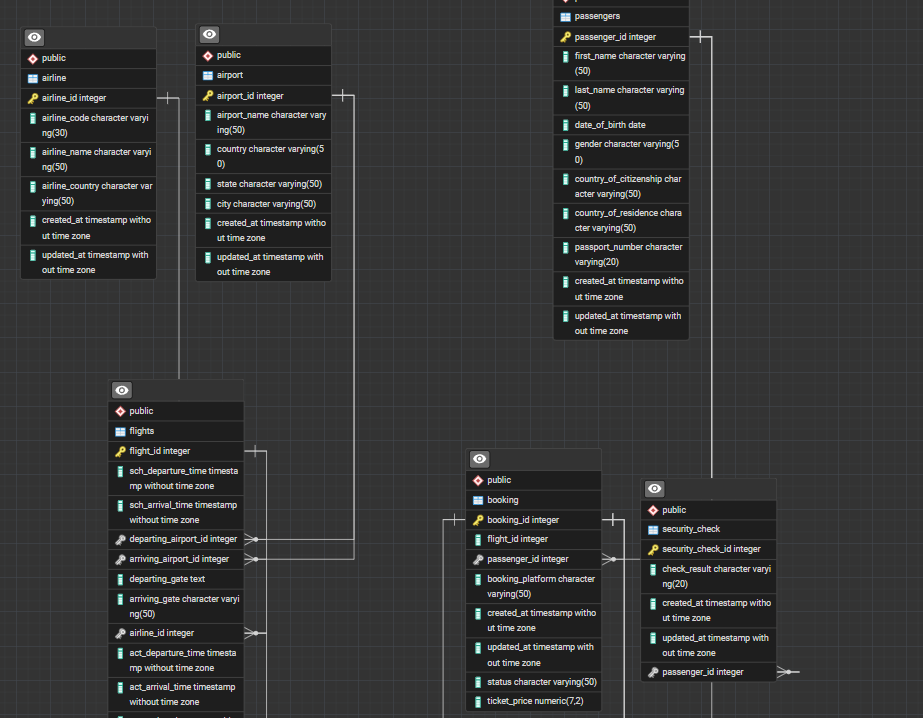 public
airline
airline_id integer
airline_code character varyi
ng(30)
airline_name character varyi
ng(50)
airline_country character var
ying(50)
created_at timestamp witho
ut time zone
updated_at timestamp with
out time zone
public
airport
airport_id integer
airport_name character vary
ing(50)
country character varying(5
0)
state character varying(50)
city character varying(50)
created_at timestamp witho
ut time zone
updated_at timestamp with
out time zone
passengers
passenger_id integer
first_name character varying
(50)
last_name character varying
(50)
date_of_birth date
gender character varying(5
0)
country_of_citizenship char
acter varying(50)
country_of_residence chara
cter varying(50)
passport_number character
varying(20)
created_at timestamp witho
ut time zone
updated_at timestamp with
out time zone
public
flights
flight_id integer
sch_departure_time timesta
mp without time zone
sch_arrival_time timestamp
without time zone
departing_airport_id integer
arriving_airport_id integer
departing_gate text
arriving_gate character varyi
ng(50)
airline_id integer
act_departure_time timesta
mp without time zone
act_arrival_time timestamp
without time zone
public
booking
booking_id integer
flight_id integer
passenger_id integer
booking_platform character
varying(50)
created_at timestamp witho
ut time zone
updated_at timestamp with
out time zone
status character varying(50)
ticket_price numeric(7,2)
public
security_check
security_check_id integer
check_result character varyi
ng(20)
created_at timestamp witho
ut time zone
updated_at timestamp with
out time zone
passenger_id integer